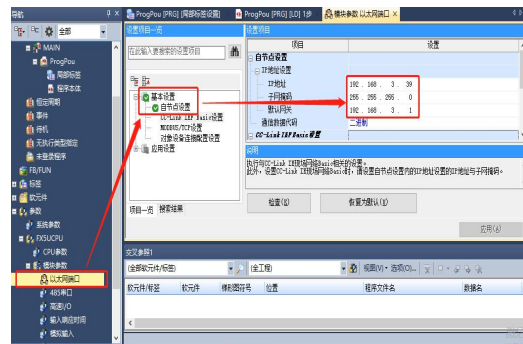 导航
ProgPou [PRG] [局部标签设置]
ProgPou [PRG] [LD] 1步
模块参数 以太网端口
全部
MAIN
ProgPou
局部标签
程序本体
恒定周期
事件
待机
无执行类型指定
未登录程序
FB/FUN
标签
软元件
参数
系统参数
FX5UCPU
CPU参数
模块参数
以太网端口
485串口
高速I/O
输入响应时间
模拟输入
设置项目一览
在此输入要搜索的设置项目
基本设置
自节点设置
CC-Link IEF Basic设置
MODBUS/TCP设置
对象设备连接配置设置
应用设置
项目一览 搜索结果
设置项目
项目 设置
自节点设置
IP地址设置
IP地址 192 . 168 . 3 . 39
子网掩码 255 . 255 . 255 . 0
默认网关 192 . 168 . 3 . 1
通信数据代码 二进制
CC-Link IEF Basic设置
说明
执行与CC-Link IE现场网络Basic相关的设置。
此外，设置CC-Link IE现场网络Basic时，请设置自节点设置内的IP地址设置的IP地址与子网掩码。
检查(K) 恢复为默认(U)
应用(A)
交叉参照1
(全部软元件/标签) (全工程) 视图(V) 选项(O)...
软元件/标签 软元件 梯形图符号 位置 程序文件名 数据名